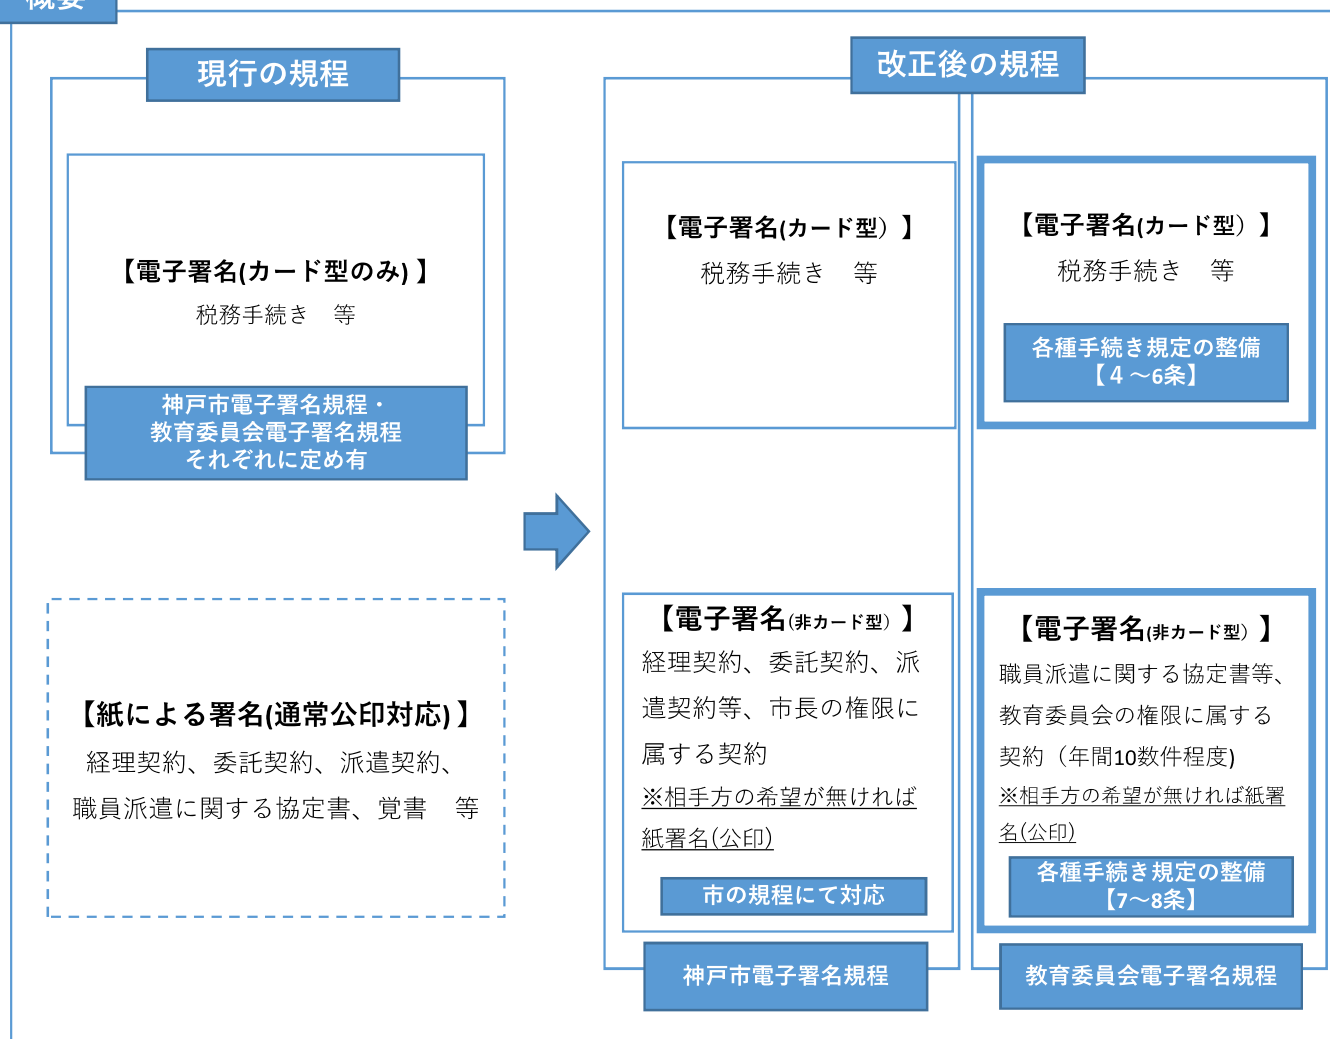 概要
現行の規程
【電子署名(カード型のみ)】
税務手続き　等
神戸市電子署名規程・
教育委員会電子署名規程
それぞれに定め有
【紙による署名(通常公印対応)】
経理契約、委託契約、派遣契約、
職員派遣に関する協定書、覚書　等
改正後の規程
【電子署名(カード型）】
税務手続き　等
【電子署名(非カード型）】
経理契約、委託契約、派
遣契約等、市長の権限に
属する契約
※相手方の希望が無ければ
紙署名(公印)
市の規程にて対応
神戸市電子署名規程
【電子署名(カード型）】
税務手続き　等
各種手続き規定の整備
【４～6条】
【電子署名(非カード型）】
職員派遣に関する協定書等、
教育委員会の権限に属する
契約（年間10数件程度)
※相手方の希望が無ければ紙署
名(公印)
各種手続き規定の整備
【7～8条】
教育委員会電子署名規程